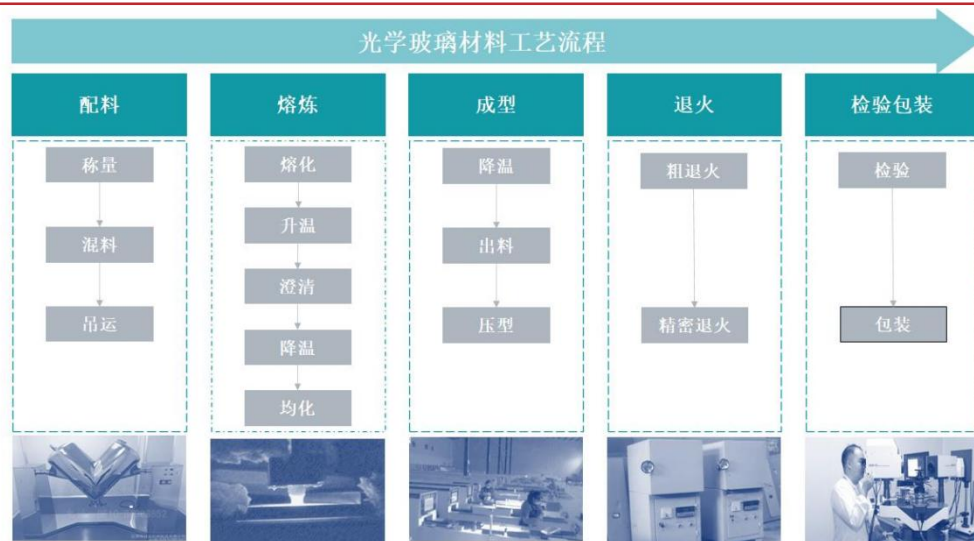 光学玻璃材料工艺流程
配料
熔炼
成型
退火
检验包装
称量
混料
吊运
熔化
升温
澄清
降温
均化
降温
出料
压型
粗退火
精密退火
检验
包装